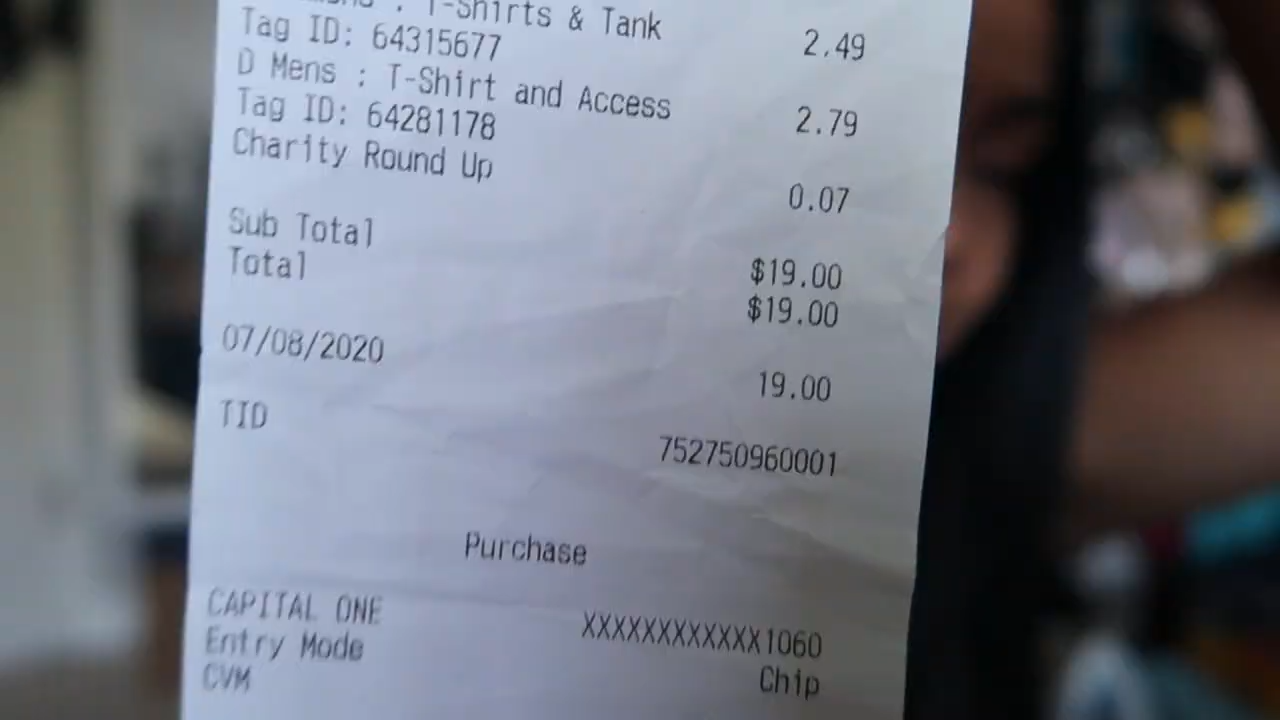 T-Shirts & Tank 2.49
Tag ID: 64315677
D Mens : T-Shirt and Access 2.79
Tag ID: 64281178
Charity Round Up 0.07
Sub Total $19.00
Total $19.00
07/08/2020 19.00
TID 752750960001
Purchase
CAPITAL ONE XXXXXXXXXXXX1060
Entry Mode Chip
CVM